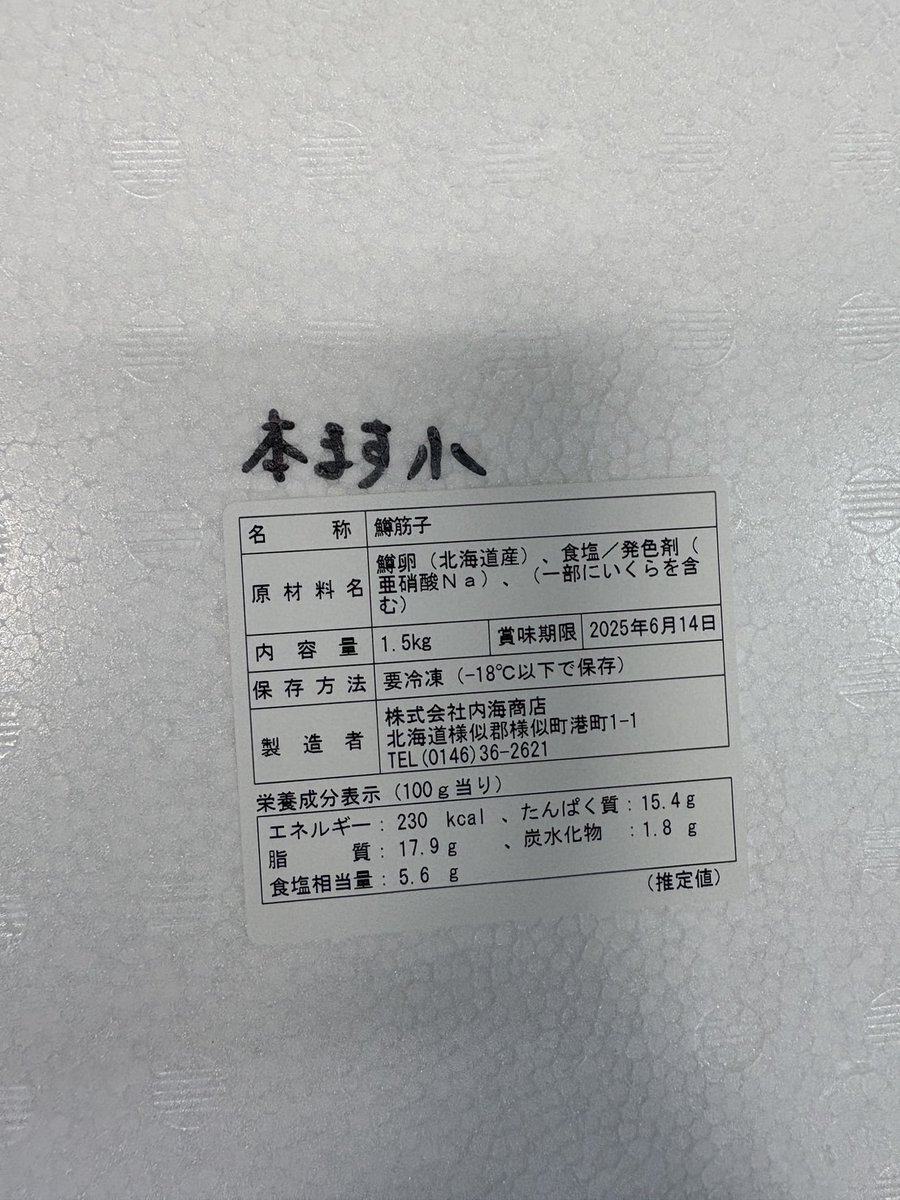 本ます小
名称 鱒筋子
原材料名 鱒卵（北海道産）、食塩／発色剤（
亜硝酸Ｎａ）、（一部にいくらを含
む）
内容量 1.5kg 賞味期限 2025年6月14日
保存方法 要冷凍（-18℃以下で保存）
製造者 株式会社内海商店
北海道様似郡様似町港町1-1
TEL(0146)36-2621
栄養成分表示（100ｇ当り）
エネルギー：230 kcal 、たんぱく質：15.4ｇ
脂質：17.9ｇ 、炭水化物 ：1.8 ｇ
食塩相当量：5.6 ｇ
（推定値）